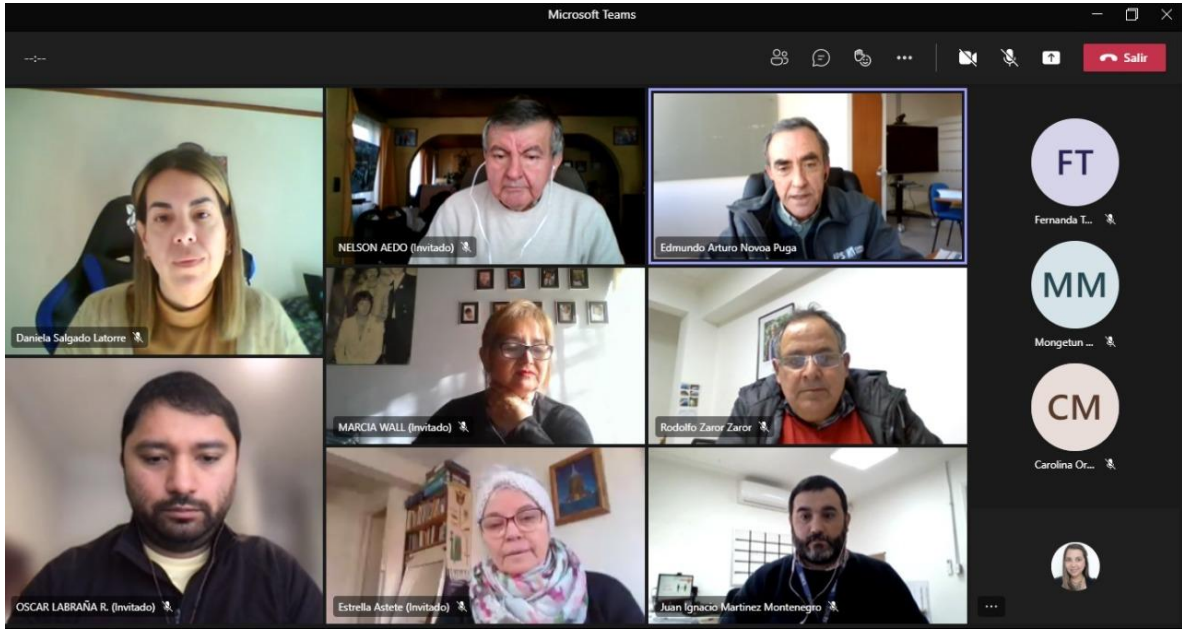 Microsoft Teams
--:--
Salir
Daniela Salgado Latorre
NELSON AEDO (Invitado)
Edmundo Arturo Novoa Puga
MARCIA WALL (Invitado)
Rodolfo Zaror Zaror
OSCAR LABRAÑA R. (Invitado)
Estrella Astete (Invitado)
Juan Ignacio Martinez Montenegro
FT
Fernanda T...
MM
Mongetun ...
CM
Carolina Or...